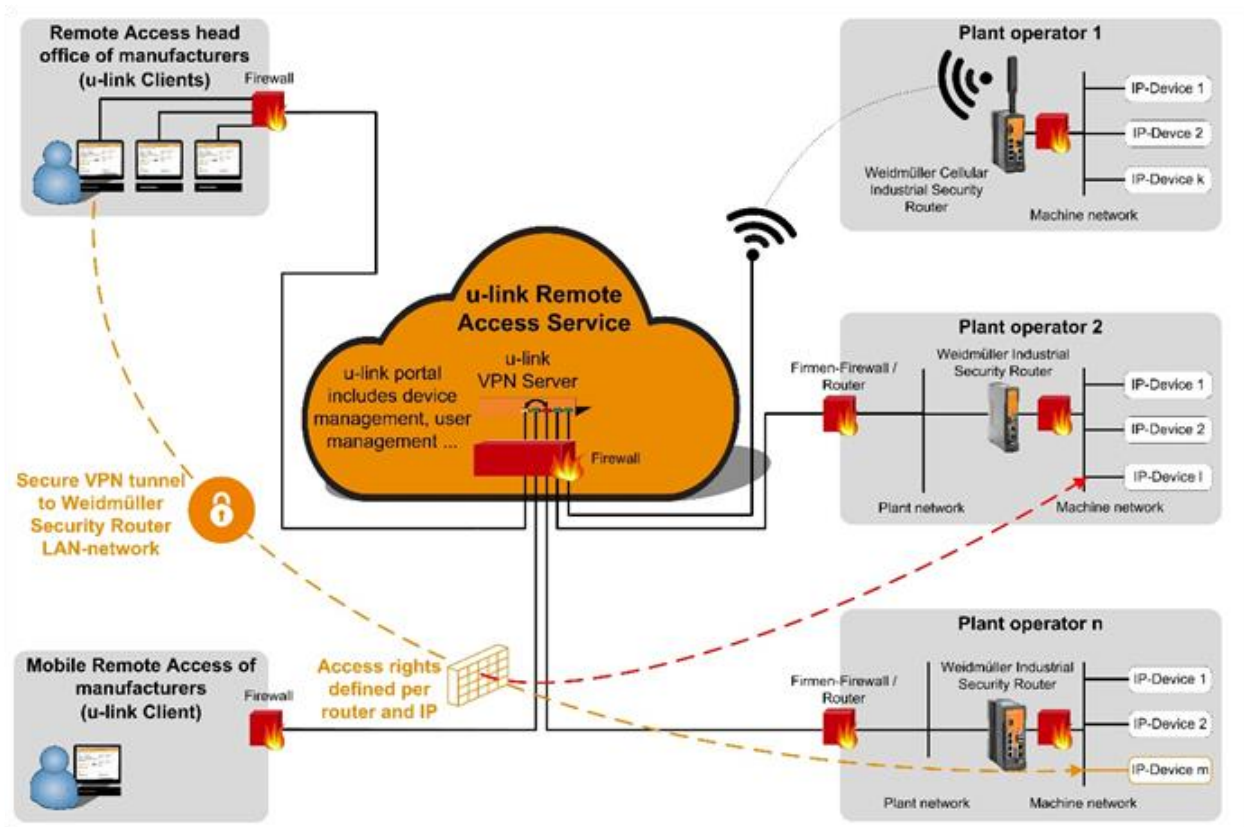 Remote Access head
office of manufacturers
(u-link Clients)
Firewall
Plant operator 1
IP-Device 1
IP-Devce 2
IP-Device k
Weidmüller Cellular
Industrial Security
Router
Machine network
u-link Remote
Access Service
u-link
VPN Server
u-link portal
includes device
management, user
management ...
Firewall
Plant operator 2
Firmen-Firewall /
Router
Weidmüller Industrial
Security Router
IP-Device 1
IP-Device 2
IP-Device l
Plant network
Machine network
Secure VPN tunnel
to Weidmüller
Security Router
LAN-network
Mobile Remote Access of
manufacturers
(u-link Client)
Firewall
Access rights
defined per
router and IP
Plant operator n
Firmen-Firewall /
Router
Weidmüller Industrial
Security Router
IP-Device 1
IP-Device 2
IP-Device m
Plant network
Machine network